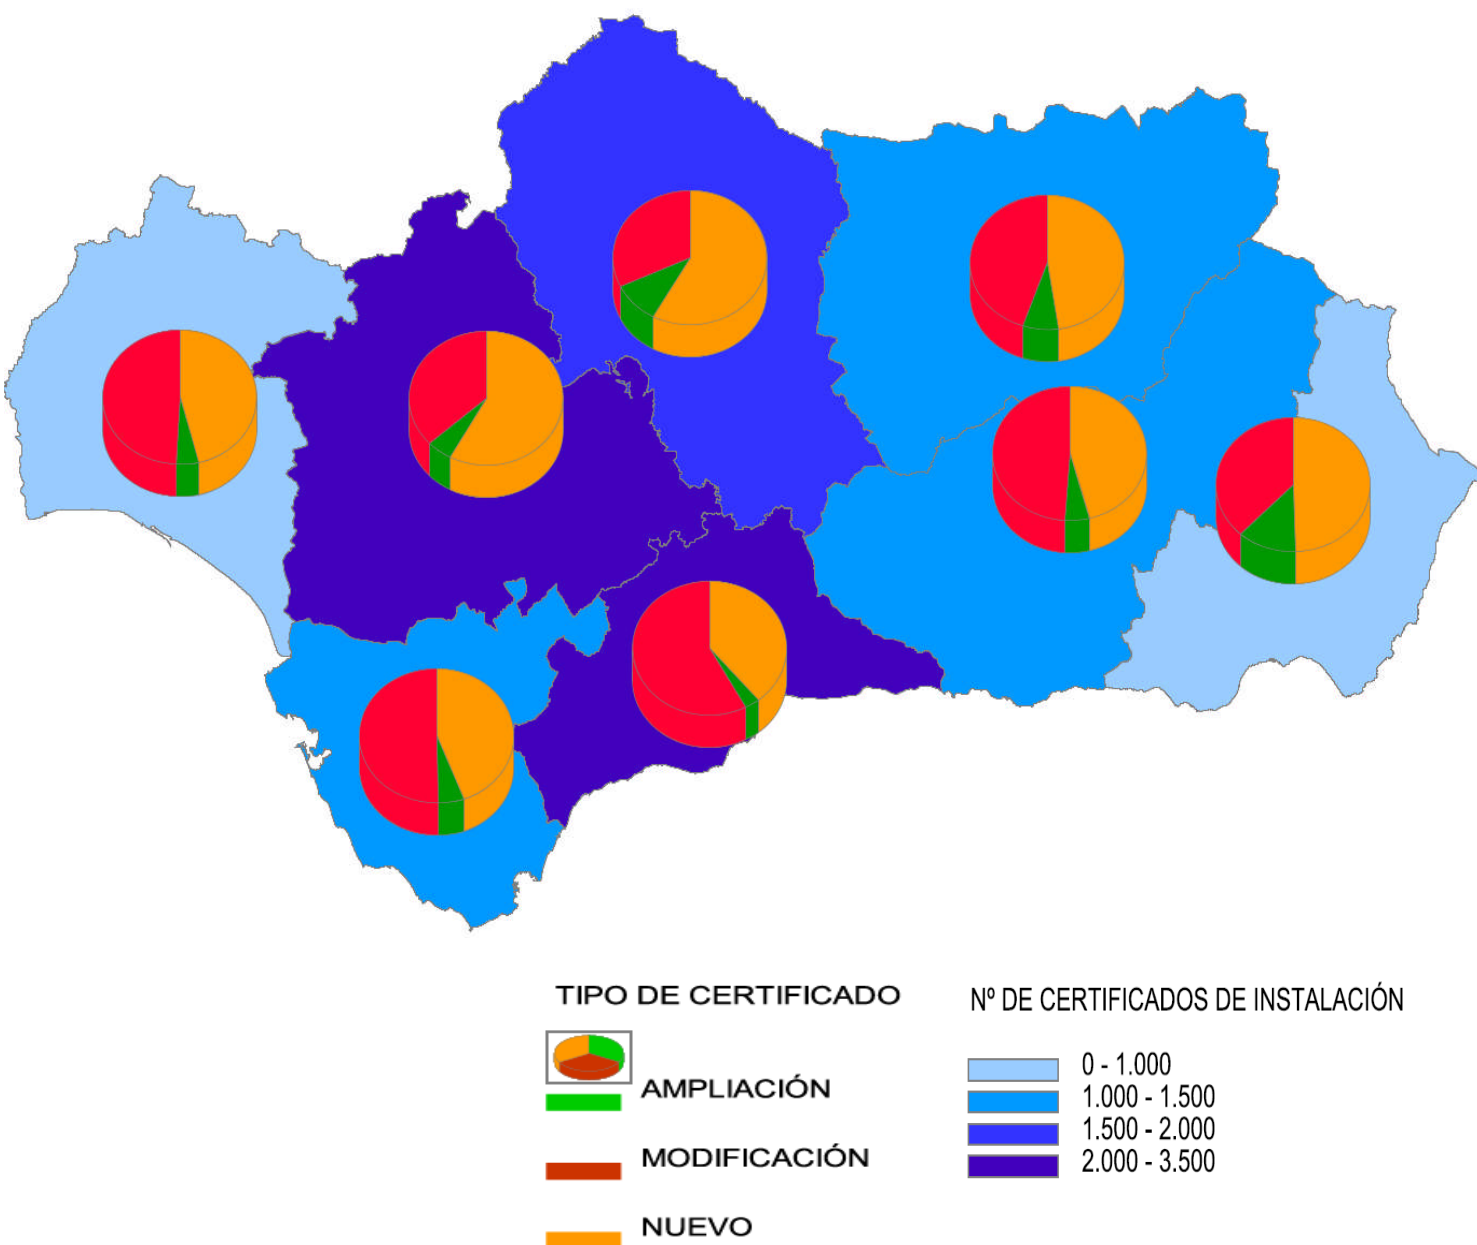 TIPO DE CERTIFICADO
AMPLIACIÓN
MODIFICACIÓN
NUEVO
Nº DE CERTIFICADOS DE INSTALACIÓN
0 - 1.000
1.000 - 1.500
1.500 - 2.000
2.000 - 3.500